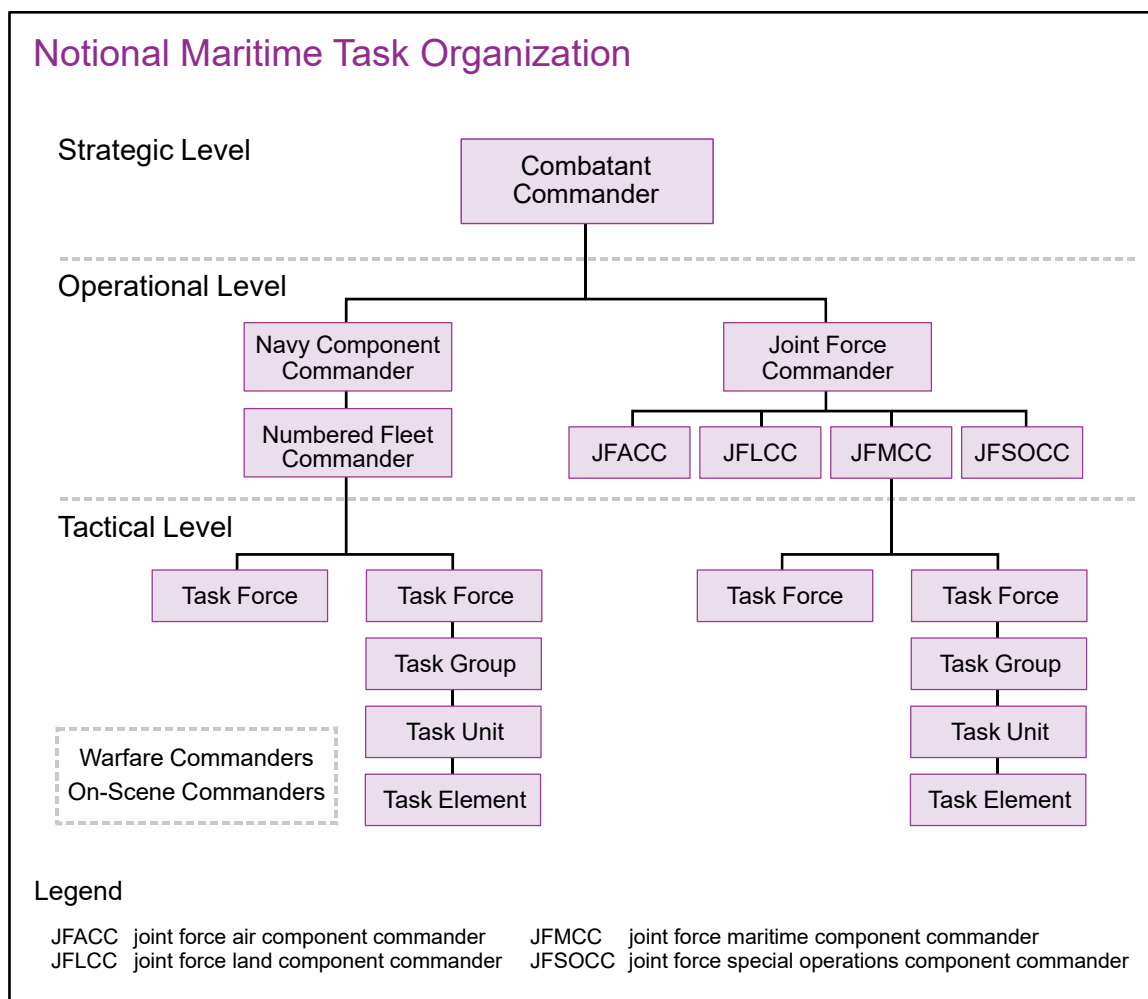 Notional Maritime Task Organization
Strategic Level
Combatant
Commander
Operational Level
Navy Component
Commander
Joint Force
Commander
Numbered Fleet
Commander
JFACC
JFLCC
JFMCC
JFSOCC
Tactical Level
Task Force
Task Force
Task Force
Task Force
Task Group
Task Group
Task Unit
Task Unit
Warfare Commanders
On-Scene Commanders
Task Element
Task Element
Legend
JFACC joint force air component commander
JFLCC joint force land component commander
JFMCC joint force maritime component commander
JFSOCC joint force special operations component commander